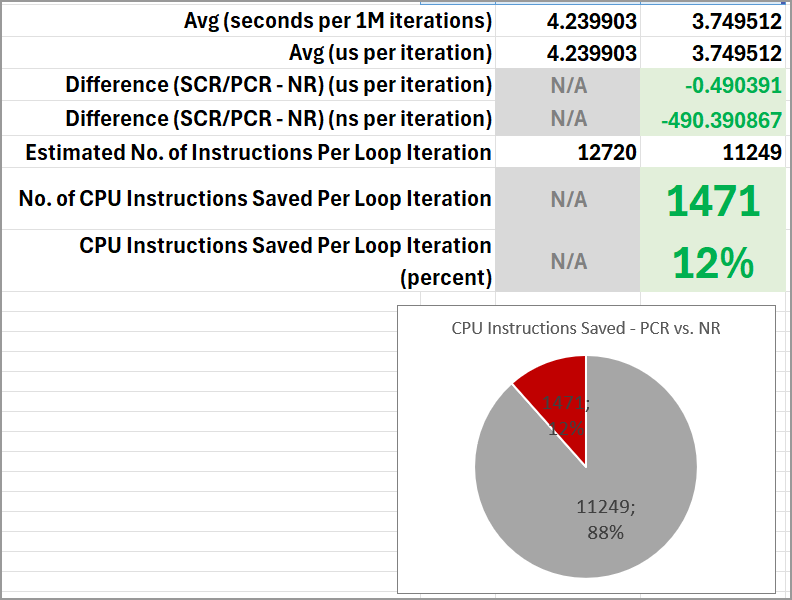 Avg (seconds per 1M iterations) 4.239903 3.749512
Avg (us per iteration) 4.239903 3.749512
Difference (SCR/PCR - NR) (us per iteration) N/A -0.490391
Difference (SCR/PCR - NR) (ns per iteration) N/A -490.390867
Estimated No. of Instructions Per Loop Iteration 12720 11249
No. of CPU Instructions Saved Per Loop Iteration N/A 1471
CPU Instructions Saved Per Loop Iteration
(percent) N/A 12%
CPU Instructions Saved - PCR vs. NR
1471;
12%
11249;
88%